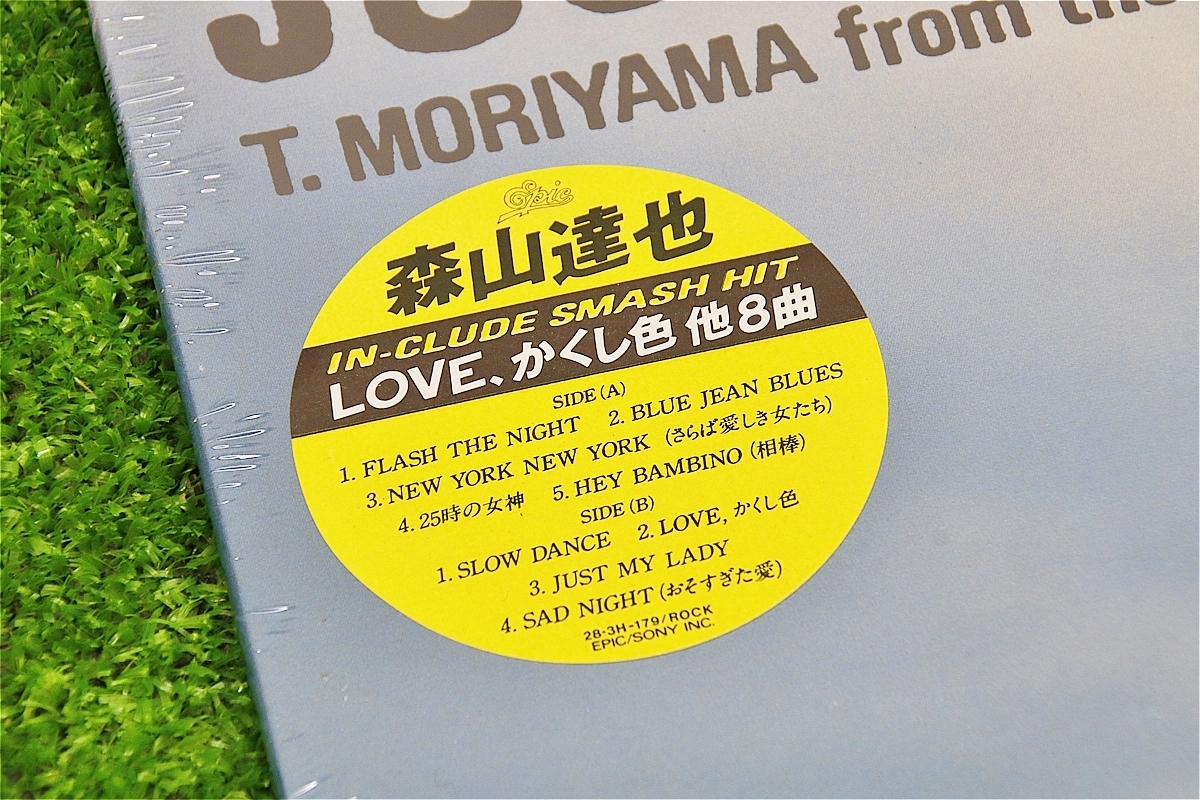 T. MORIYAMA from the
Epic
森山達也
IN-CLUDE SMASH HIT
LOVE、かくし色 他8曲
SIDE (A)
1. FLASH THE NIGHT 2. BLUE JEAN BLUES
3. NEW YORK NEW YORK (さらば愛しき女たち)
4. 25時の女神 5. HEY BAMBINO (相棒)
SIDE (B)
1. SLOW DANCE 2. LOVE, かくし色
3. JUST MY LADY
4. SAD NIGHT (おそすぎた愛)
28・3H-179/ROCK
EPIC/SONY INC.